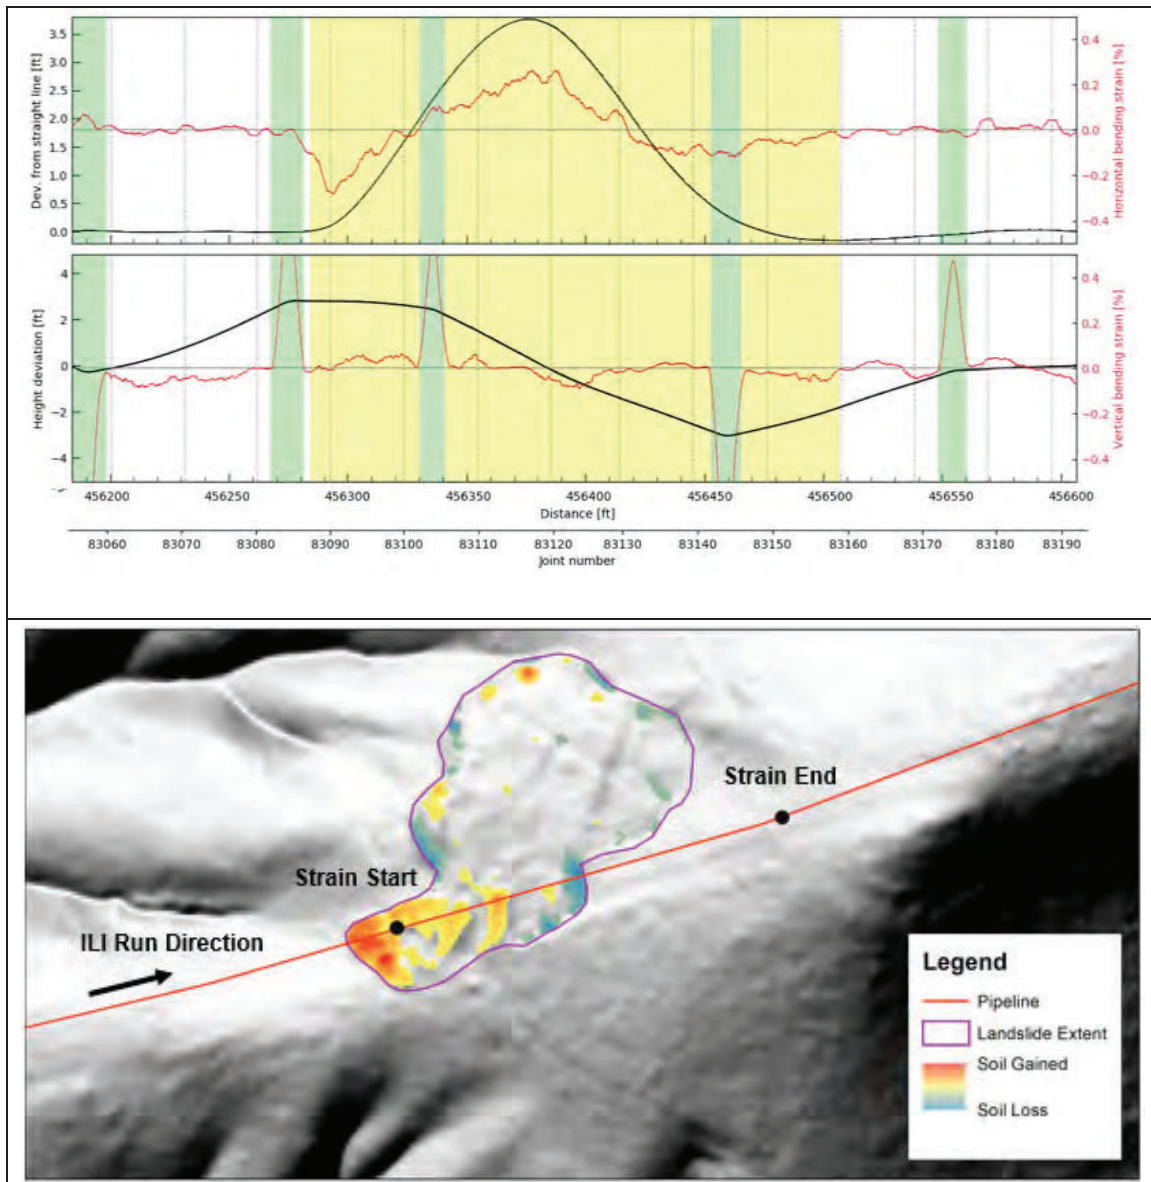 Dev. from straight line [ft]
3.5
3.0
2.5
2.0
1.5
1.0
0.5
0.0
0.4
0.2
0.0
−0.2
−0.4
Horizontal bending strain [%]
Height deviation [ft]
4
2
0
−2
−4
0.4
0.2
0.0
−0.2
−0.4
Vertical bending strain [%]
456200 456250 456300 456350 456400 456450 456500 456550 456600
Distance [ft]
83060 83070 83080 83090 83100 83110 83120 83130 83140 83150 83160 83170 83180 83190
Joint number
Strain End
Strain Start
ILI Run Direction
Legend
Pipeline
Landslide Extent
Soil Gained
Soil Loss